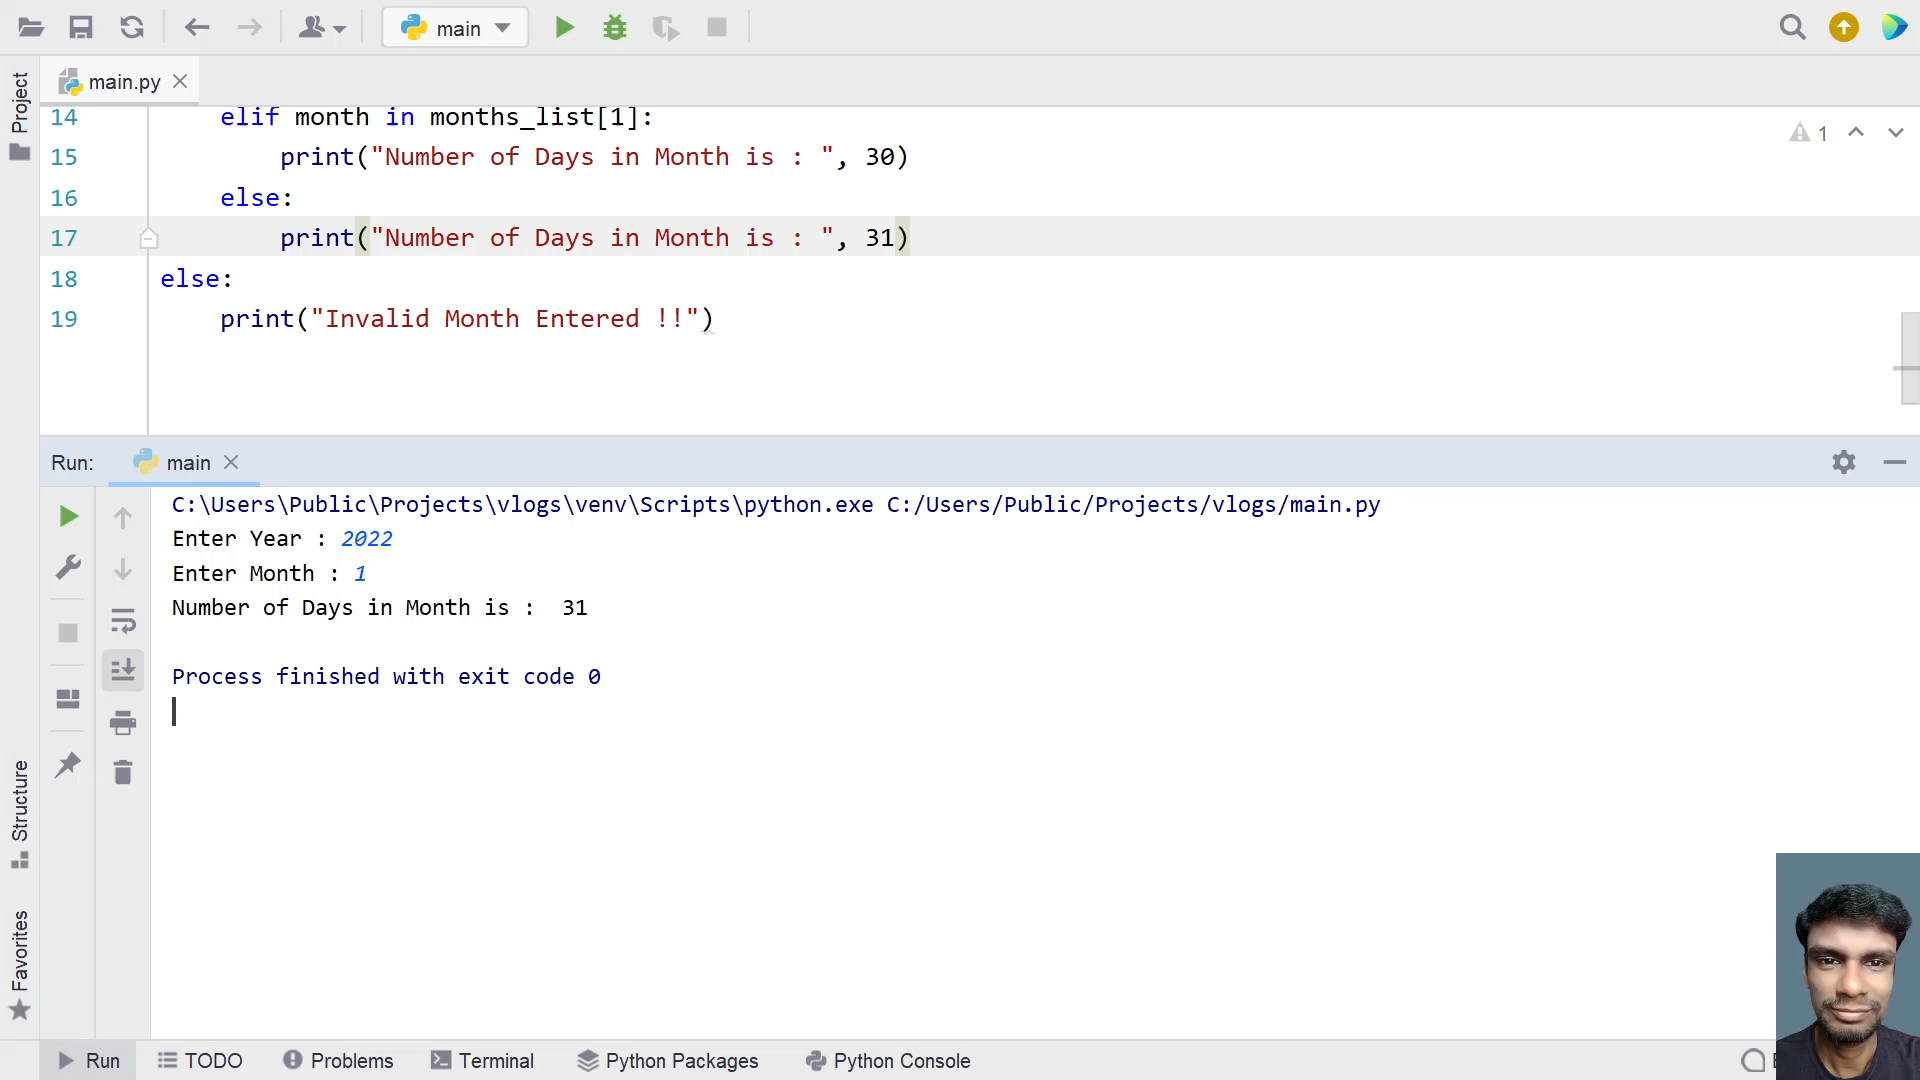 main
Project
main.py
1
14 elif month in months_list[1]:
15 print("Number of Days in Month is : ", 30)
16 else:
17 print("Number of Days in Month is : ", 31)
18 else:
19 print("Invalid Month Entered !!")
Run: main
C:\Users\Public\Projects\vlogs\venv\Scripts\python.exe C:/Users/Public/Projects/vlogs/main.py
Enter Year : 2022
Enter Month : 1
Number of Days in Month is :  31
Process finished with exit code 0
Structure
Favorites
Run TODO Problems Terminal Python Packages Python Console